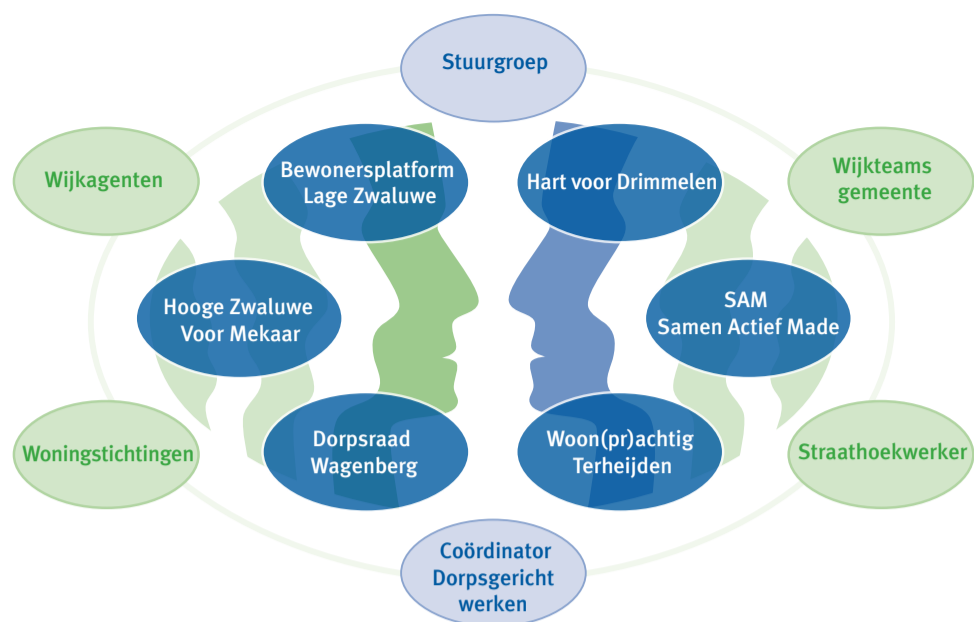 Stuurgroep
Wijkagenten
Bewonersplatform
Lage Zwaluwe
Hart voor Drimmelen
Wijkteams
gemeente
Hooge Zwaluwe
Voor Mekaar
SAM
Samen Actief Made
Woningstichtingen
Dorpsraad
Wagenberg
Woon(pr)achtig
Terheijden
Straathoekwerker
Coördinator
Dorpsgericht
werken